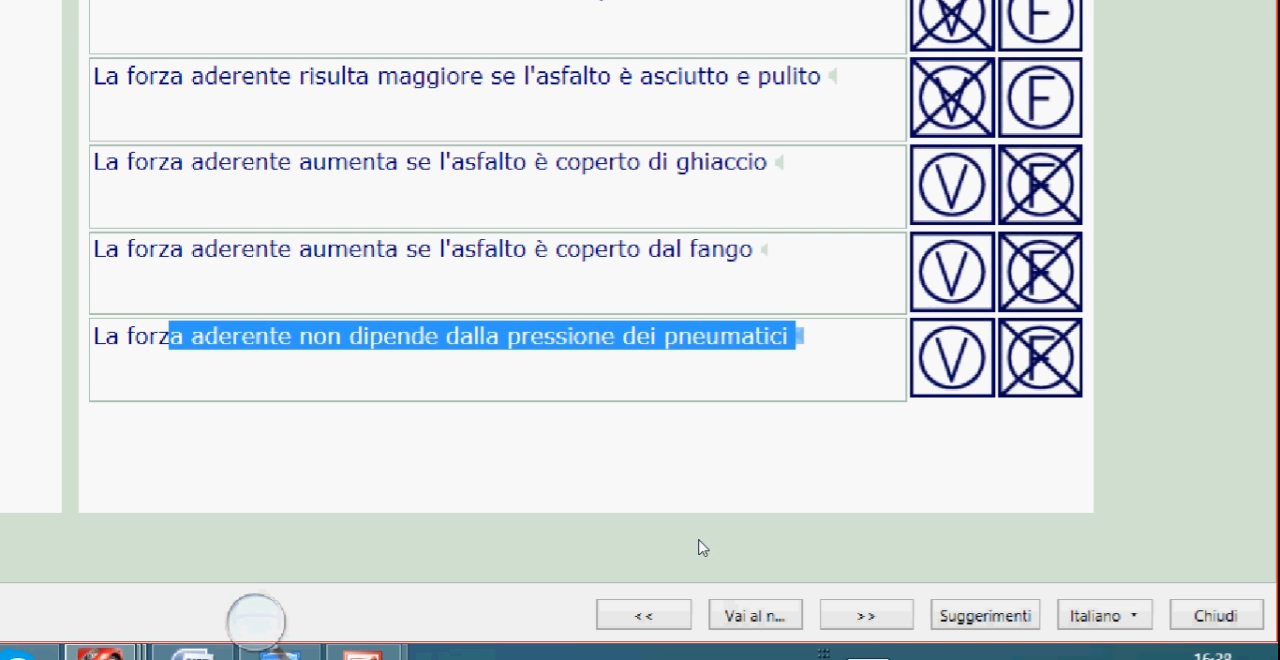 V F
La forza aderente risulta maggiore se l'asfalto è asciutto e pulito V F
La forza aderente aumenta se l'asfalto è coperto di ghiaccio V F
La forza aderente aumenta se l'asfalto è coperto dal fango V F
La forza aderente non dipende dalla pressione dei pneumatici V F
<< Vai al n... >> Suggerimenti Italiano Chiudi